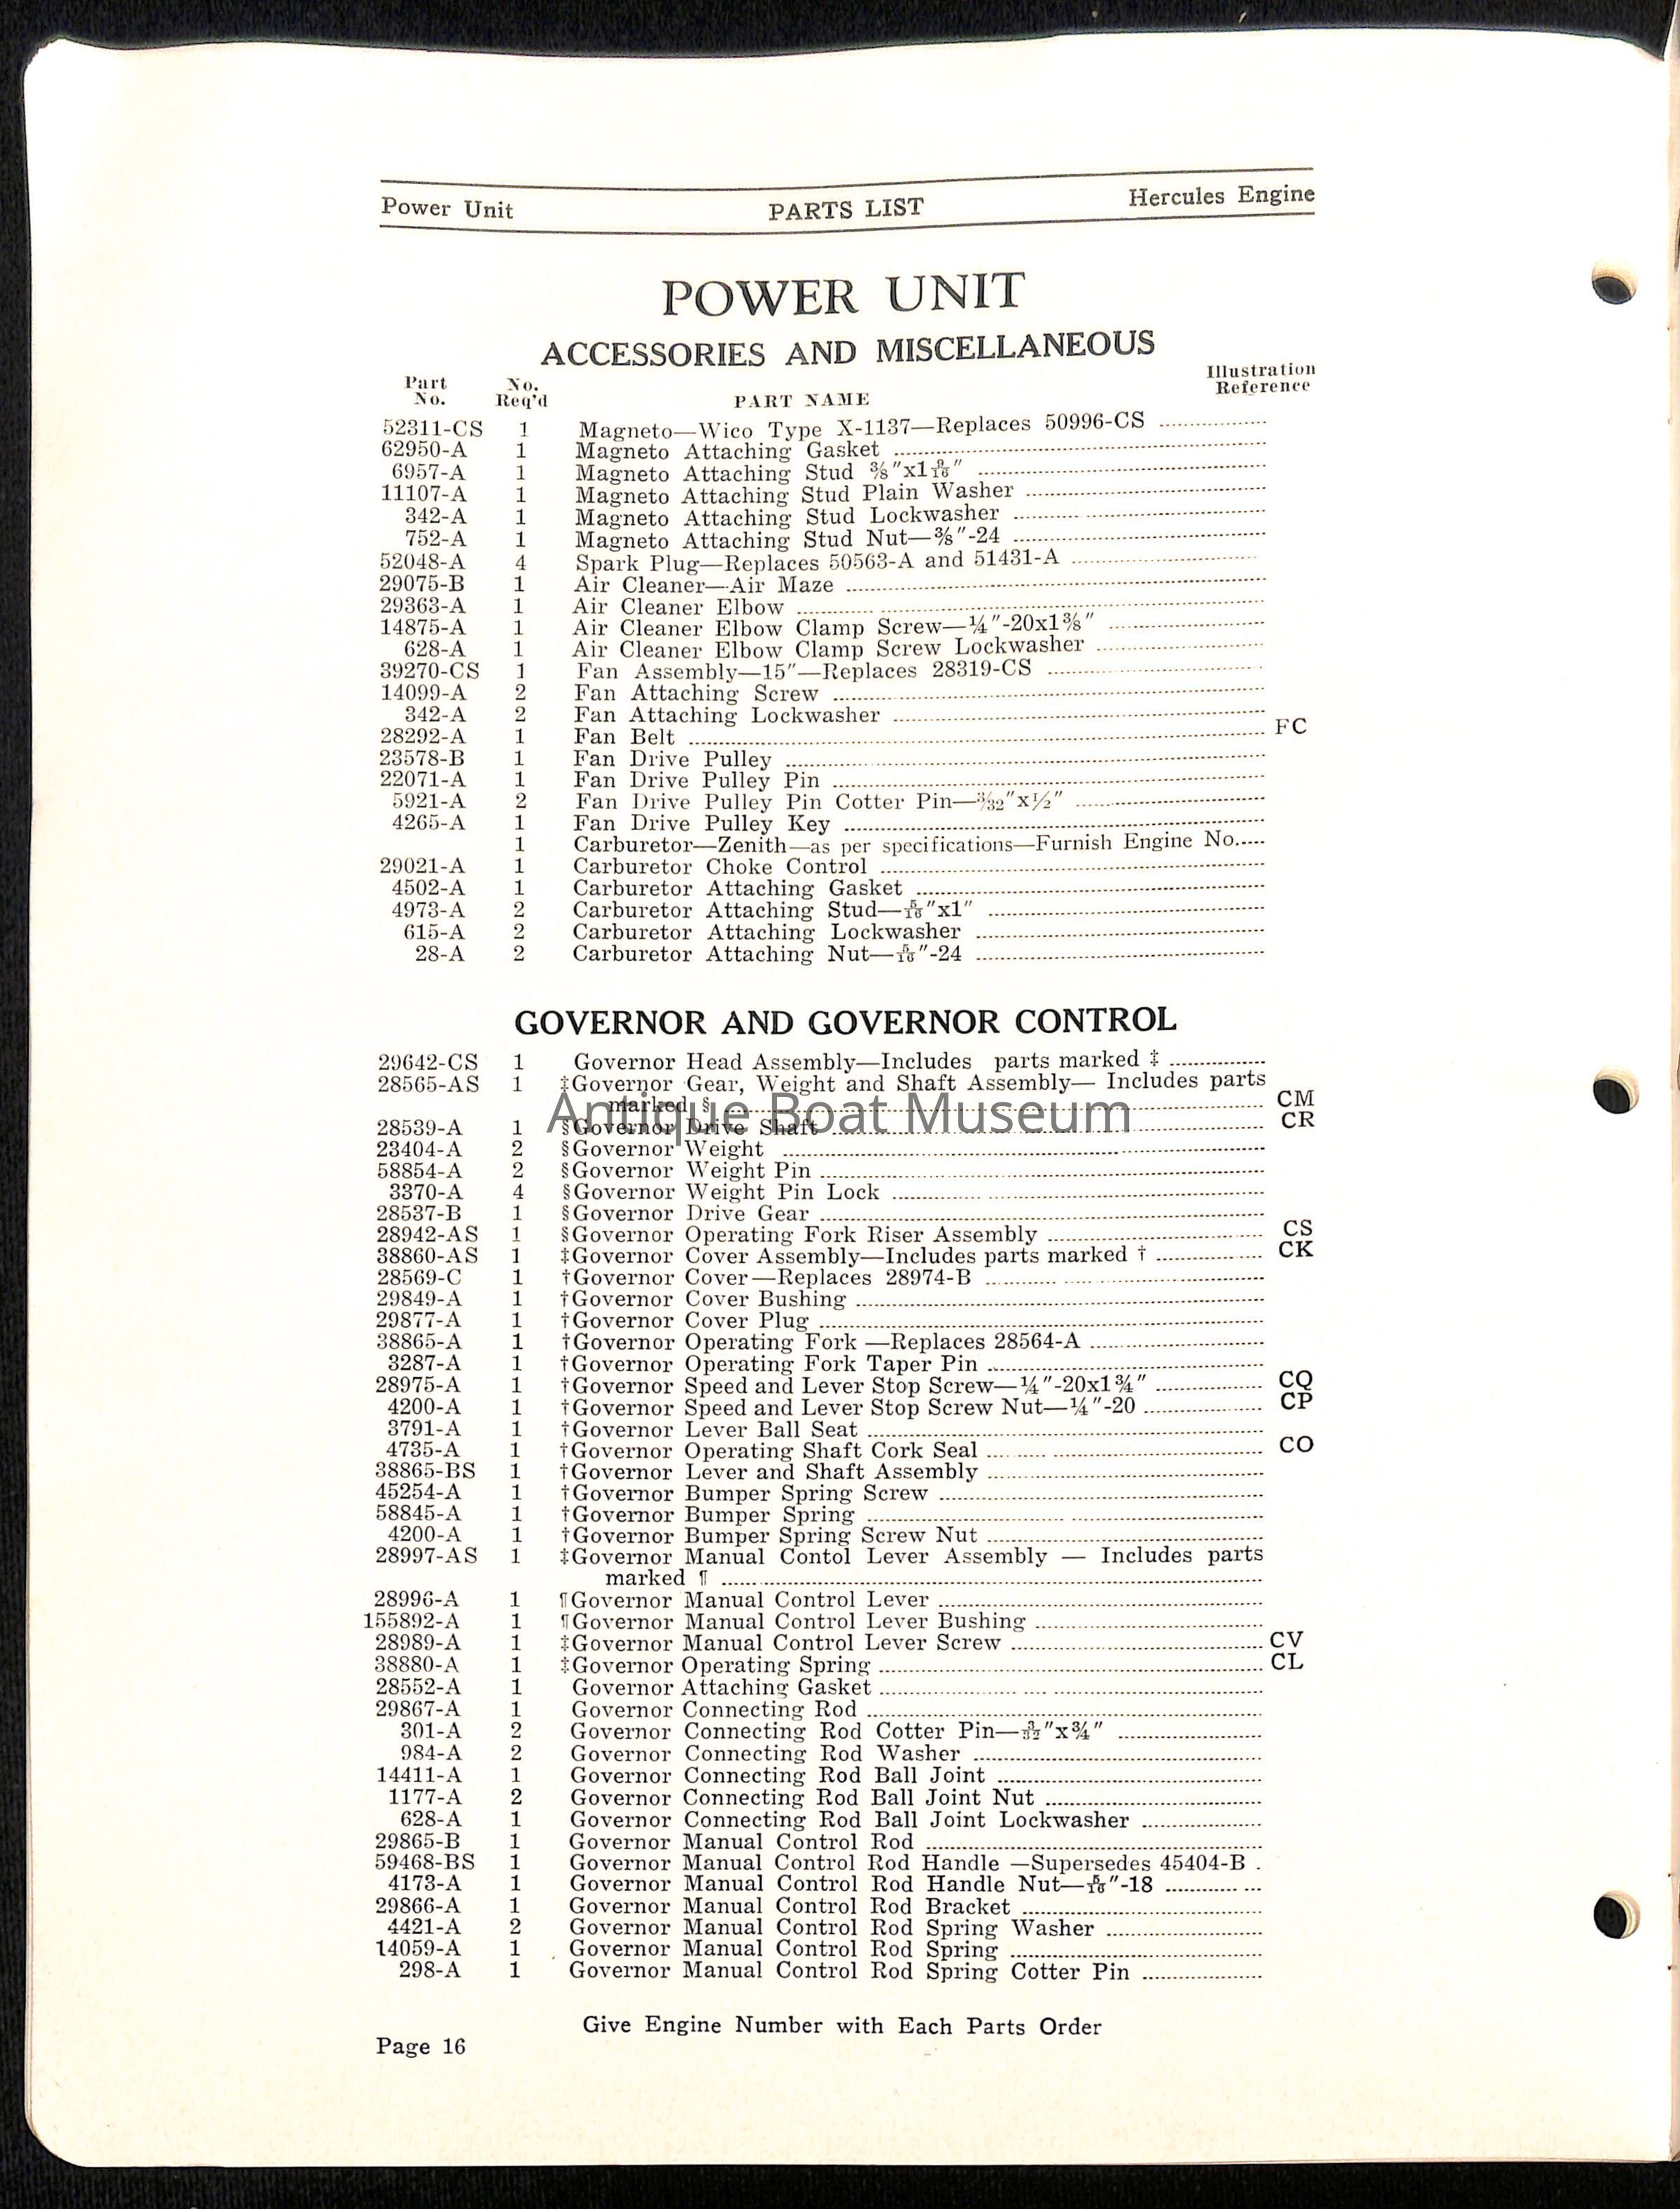 Power Unit PARTS LIST Hercules Engine
POWER UNIT
ACCESSORIES AND MISCELLANEOUS
Part No. No. Req'd PART NAME Illustration Reference
52311-CS 1 Magneto—Wico Type X-1137—Replaces 50996-CS
62950-A 1 Magneto Attaching Gasket
6957-A 1 Magneto Attaching Stud ⅜"x1 9/16"
11107-A 1 Magneto Attaching Stud Plain Washer
342-A 1 Magneto Attaching Stud Lockwasher
752-A 1 Magneto Attaching Stud Nut—⅜"-24
52048-A 4 Spark Plug—Replaces 50563-A and 51431-A
29075-B 1 Air Cleaner—Air Maze
29363-A 1 Air Cleaner Elbow
14875-A 1 Air Cleaner Elbow Clamp Screw—¼"-20x1⅜"
628-A 1 Air Cleaner Elbow Clamp Screw Lockwasher
39270-CS 1 Fan Assembly—15"—Replaces 28319-CS
14099-A 2 Fan Attaching Screw
342-A 2 Fan Attaching Lockwasher
28292-A 1 Fan Belt FC
23578-B 1 Fan Drive Pulley
22071-A 1 Fan Drive Pulley Pin
5921-A 2 Fan Drive Pulley Pin Cotter Pin—3/32"x½"
4265-A 1 Fan Drive Pulley Key
1 Carburetor—Zenith—as per specifications—Furnish Engine No.
29021-A 1 Carburetor Choke Control
4502-A 1 Carburetor Attaching Gasket
4973-A 2 Carburetor Attaching Stud—5/16"x1"
615-A 2 Carburetor Attaching Lockwasher
28-A 2 Carburetor Attaching Nut—5/16"-24
GOVERNOR AND GOVERNOR CONTROL
29642-CS 1 Governor Head Assembly—Includes parts marked ‡
28565-AS 1 ‡Governor Gear, Weight and Shaft Assembly— Includes parts
marked § CM
Antique Boat Museum
28539-A 1 §Governor Drive Shaft CR
23404-A 2 §Governor Weight
58854-A 2 §Governor Weight Pin
3370-A 4 §Governor Weight Pin Lock
28537-B 1 §Governor Drive Gear
28942-AS 1 §Governor Operating Fork Riser Assembly CS
38860-AS 1 ‡Governor Cover Assembly—Includes parts marked † CK
28569-C 1 †Governor Cover—Replaces 28974-B
29849-A 1 †Governor Cover Bushing
29877-A 1 †Governor Cover Plug
38865-A 1 †Governor Operating Fork —Replaces 28564-A
3287-A 1 †Governor Operating Fork Taper Pin
28975-A 1 †Governor Speed and Lever Stop Screw—¼"-20x1¾" CQ
4200-A 1 †Governor Speed and Lever Stop Screw Nut—¼"-20 CP
3791-A 1 †Governor Lever Ball Seat
4735-A 1 †Governor Operating Shaft Cork Seal CO
38865-BS 1 †Governor Lever and Shaft Assembly
45254-A 1 †Governor Bumper Spring Screw
58845-A 1 †Governor Bumper Spring
4200-A 1 †Governor Bumper Spring Screw Nut
28997-AS 1 ‡Governor Manual Contol Lever Assembly — Includes parts
marked ¶
28996-A 1 ¶Governor Manual Control Lever
155892-A 1 ¶Governor Manual Control Lever Bushing
28989-A 1 ‡Governor Manual Control Lever Screw CV
38880-A 1 ‡Governor Operating Spring CL
28552-A 1 Governor Attaching Gasket
29867-A 1 Governor Connecting Rod
301-A 2 Governor Connecting Rod Cotter Pin—3/32"x¾"
984-A 2 Governor Connecting Rod Washer
14411-A 1 Governor Connecting Rod Ball Joint
1177-A 2 Governor Connecting Rod Ball Joint Nut
628-A 1 Governor Connecting Rod Ball Joint Lockwasher
29865-B 1 Governor Manual Control Rod
59468-BS 1 Governor Manual Control Rod Handle —Supersedes 45404-B .
4173-A 1 Governor Manual Control Rod Handle Nut—5/16"-18
29866-A 1 Governor Manual Control Rod Bracket
4421-A 2 Governor Manual Control Rod Spring Washer
14059-A 1 Governor Manual Control Rod Spring
298-A 1 Governor Manual Control Rod Spring Cotter Pin
Give Engine Number with Each Parts Order
Page 16